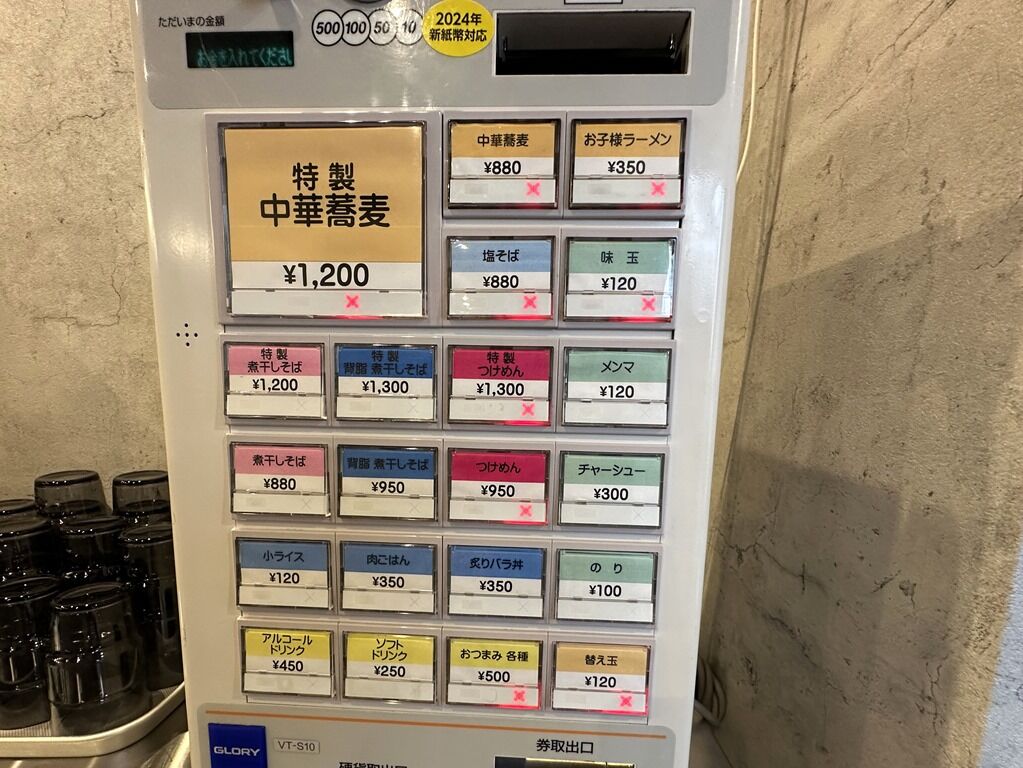 ただいまの金額
お金を入れてください
500 100 50 10
2024年
新紙幣対応
特製
中華蕎麦
¥1,200
中華蕎麦
¥880
お子様ラーメン
¥350
塩そば
¥880
味玉
¥120
特製
煮干しそば
¥1,200
特製
背脂 煮干しそば
¥1,300
特製
つけめん
¥1,300
メンマ
¥120
煮干しそば
¥880
背脂 煮干しそば
¥950
つけめん
¥950
チャーシュー
¥300
小ライス
¥120
肉ごはん
¥350
炙りバラ丼
¥350
のり
¥100
アルコール
ドリンク
¥450
ソフト
ドリンク
¥250
おつまみ 各種
¥500
替え玉
¥120
GLORY
VT-S10
硬貨取出口
券取出口